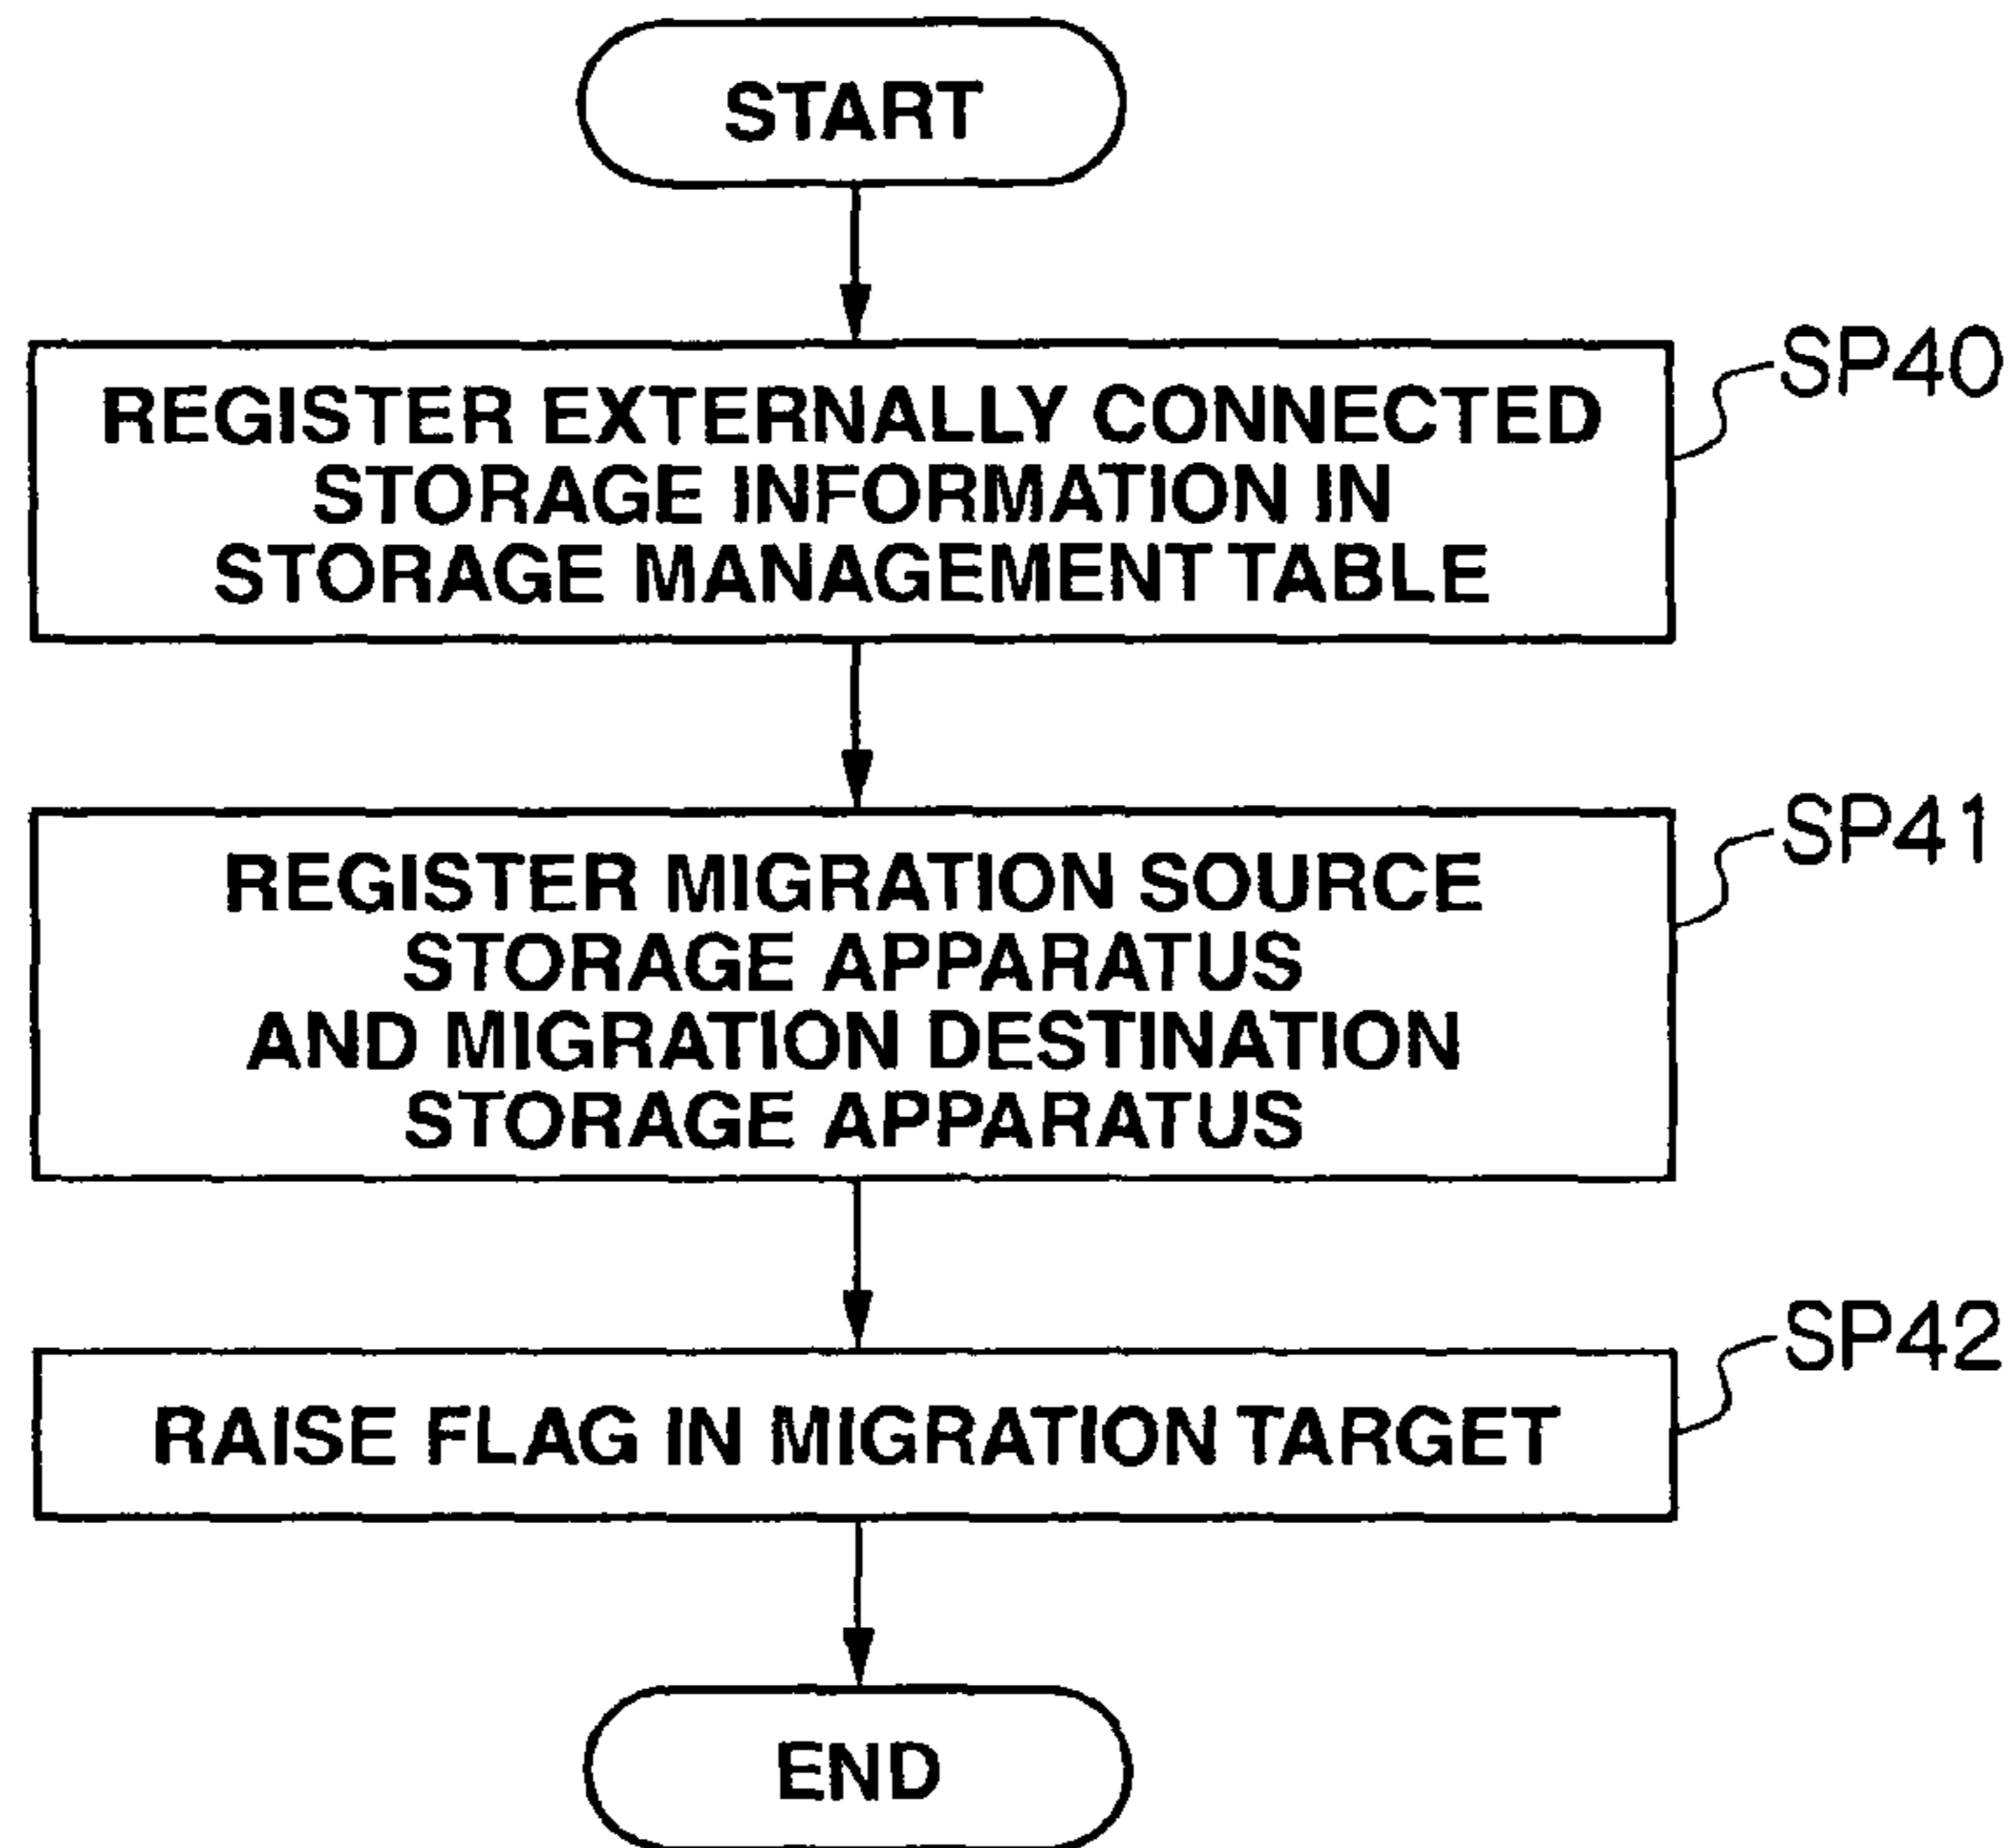 START
REGISTER EXTERNALLY CONNECTED
STORAGE INFORMATION IN
STORAGE MANAGEMENT TABLE
SP40
REGISTER MIGRATION SOURCE
STORAGE APPARATUS
AND MIGRATION DESTINATION
STORAGE APPARATUS
SP41
RAISE FLAG IN MIGRATION TARGET
SP42
END